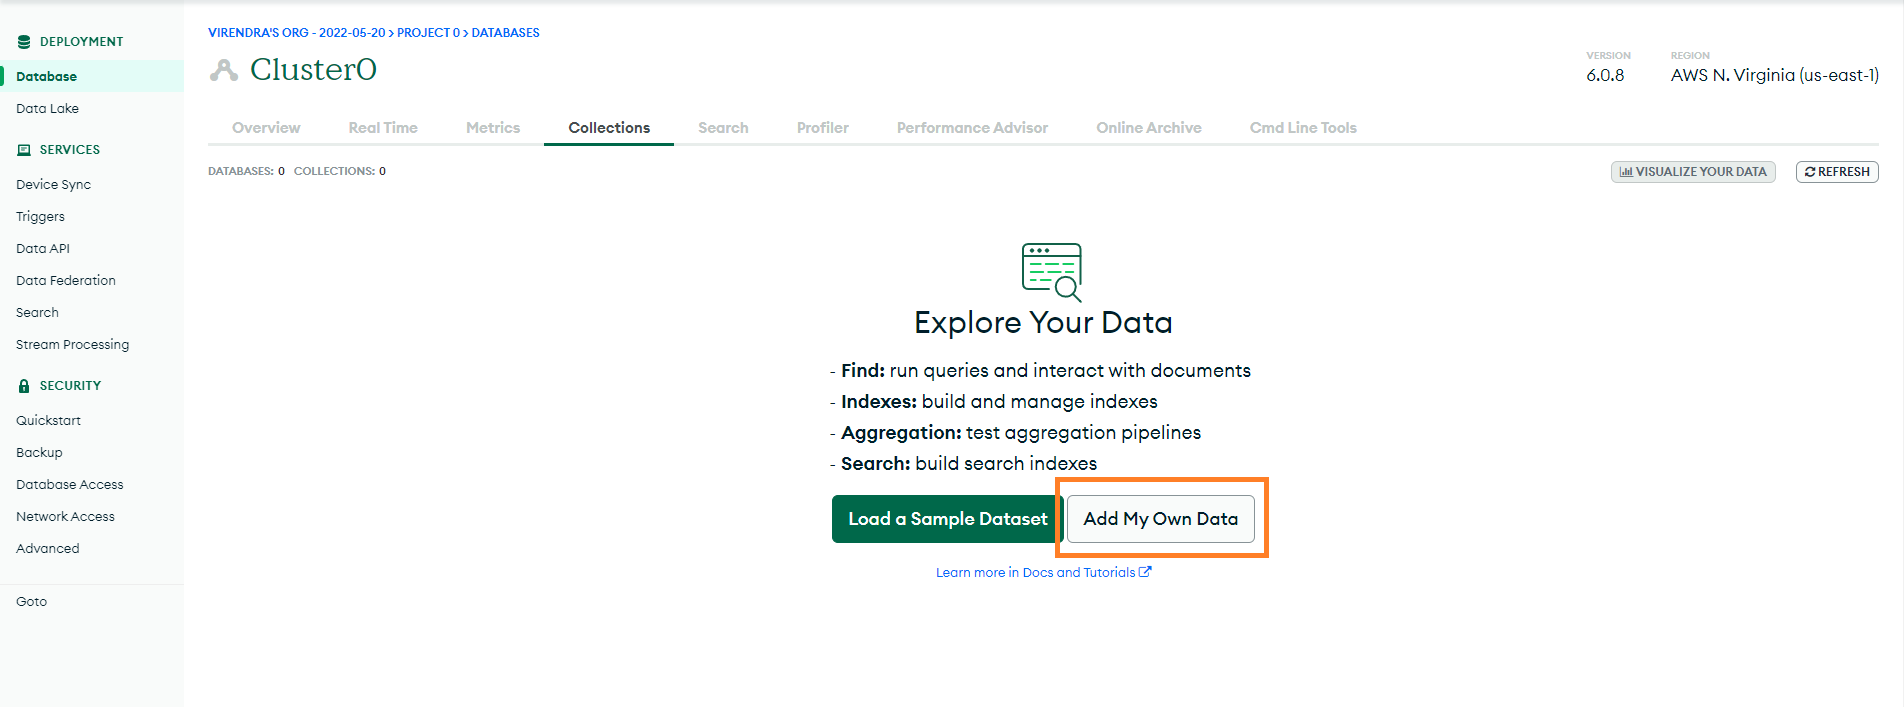 DEPLOYMENT
Database
Data Lake
SERVICES
Device Sync
Triggers
Data API
Data Federation
Search
Stream Processing
SECURITY
Quickstart
Backup
Database Access
Network Access
Advanced
Goto
VIRENDRA'S ORG - 2022-05-20 > PROJECT 0 > DATABASES
Cluster0
VERSION
6.0.8
REGION
AWS N. Virginia (us-east-1)
Overview Real Time Metrics Collections Search Profiler Performance Advisor Online Archive Cmd Line Tools
DATABASES: 0 COLLECTIONS: 0
VISUALIZE YOUR DATA REFRESH
Explore Your Data
- Find: run queries and interact with documents
- Indexes: build and manage indexes
- Aggregation: test aggregation pipelines
- Search: build search indexes
Load a Sample Dataset Add My Own Data
Learn more in Docs and Tutorials